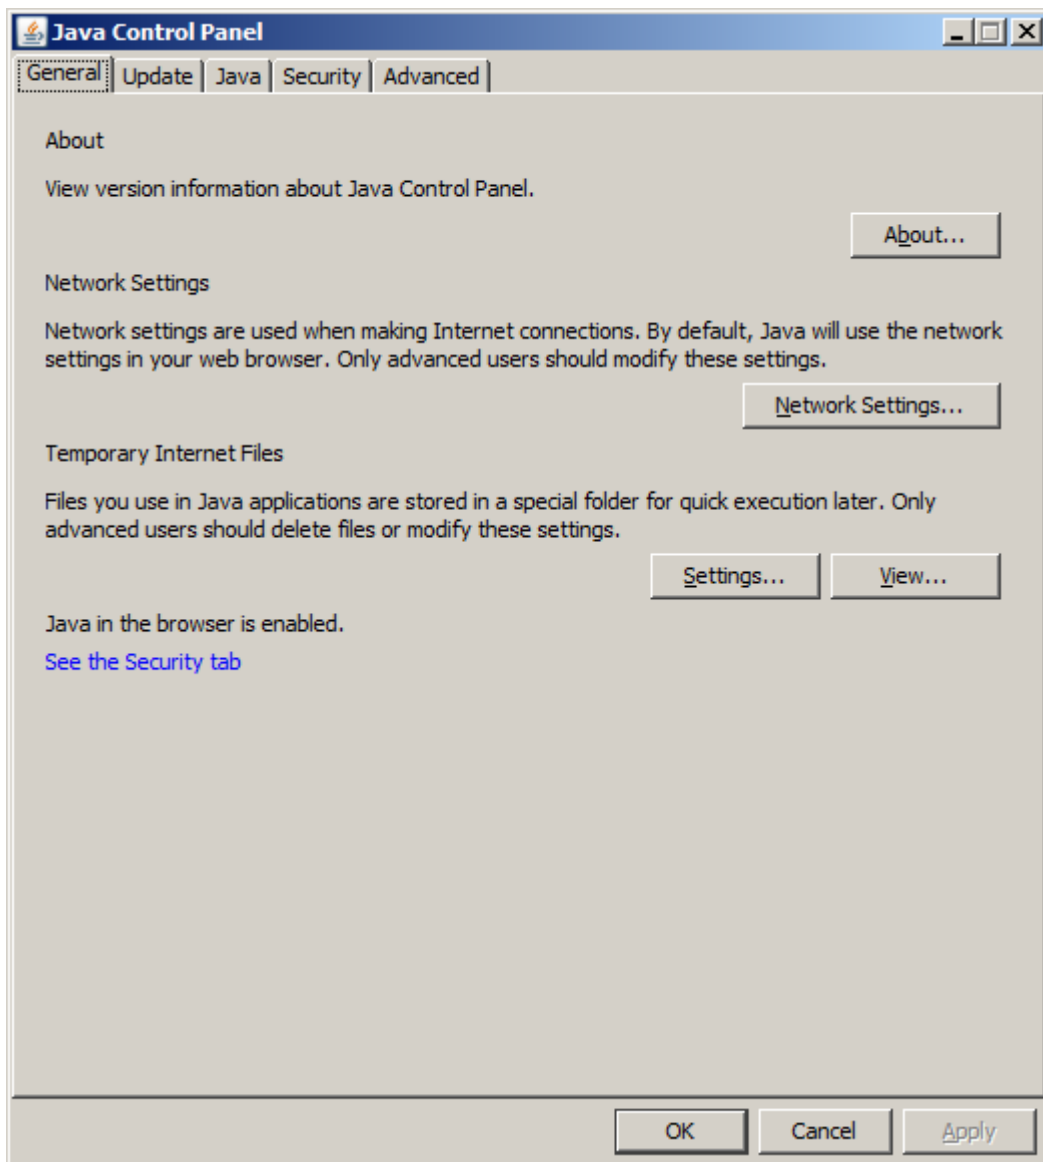 Java Control Panel
General Update Java Security Advanced
About
View version information about Java Control Panel.
About...
Network Settings
Network settings are used when making Internet connections. By default, Java will use the network
settings in your web browser. Only advanced users should modify these settings.
Network Settings...
Temporary Internet Files
Files you use in Java applications are stored in a special folder for quick execution later. Only
advanced users should delete files or modify these settings.
Settings... View...
Java in the browser is enabled.
See the Security tab
OK Cancel Apply